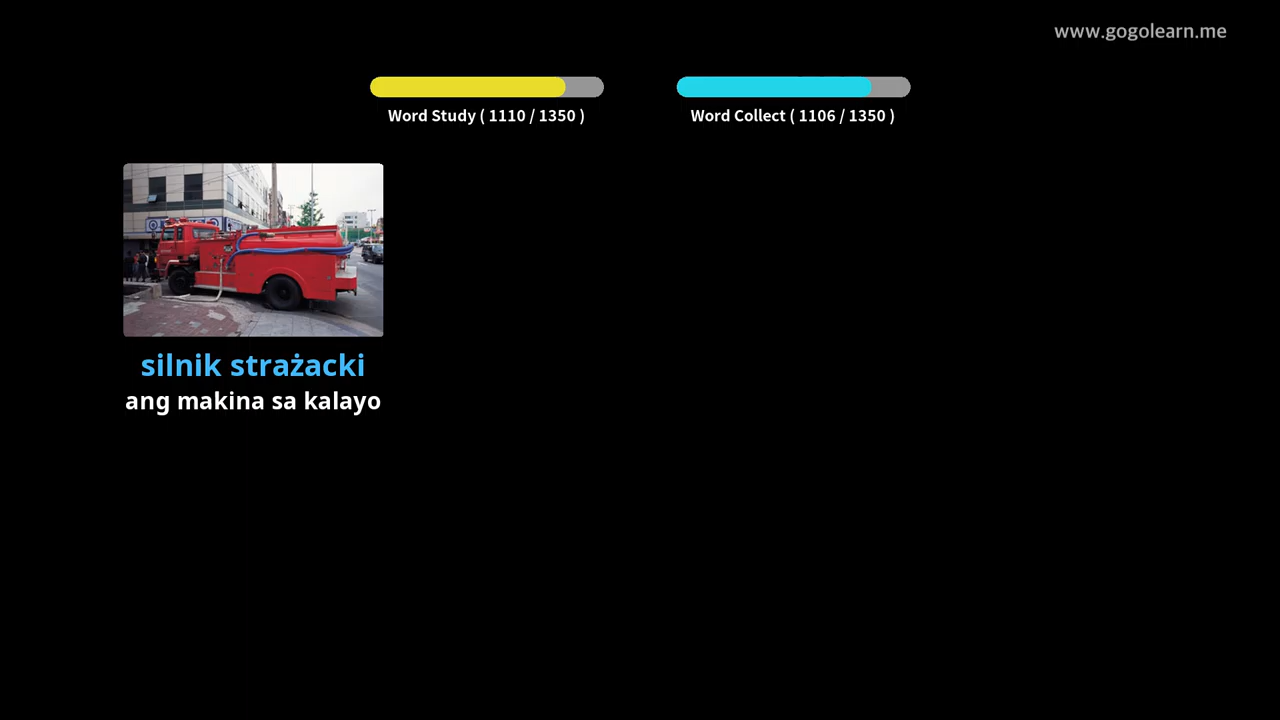 www.gogolearn.me
Word Study ( 1110 / 1350 )
Word Collect ( 1106 / 1350 )
silnik strażacki
ang makina sa kalayo